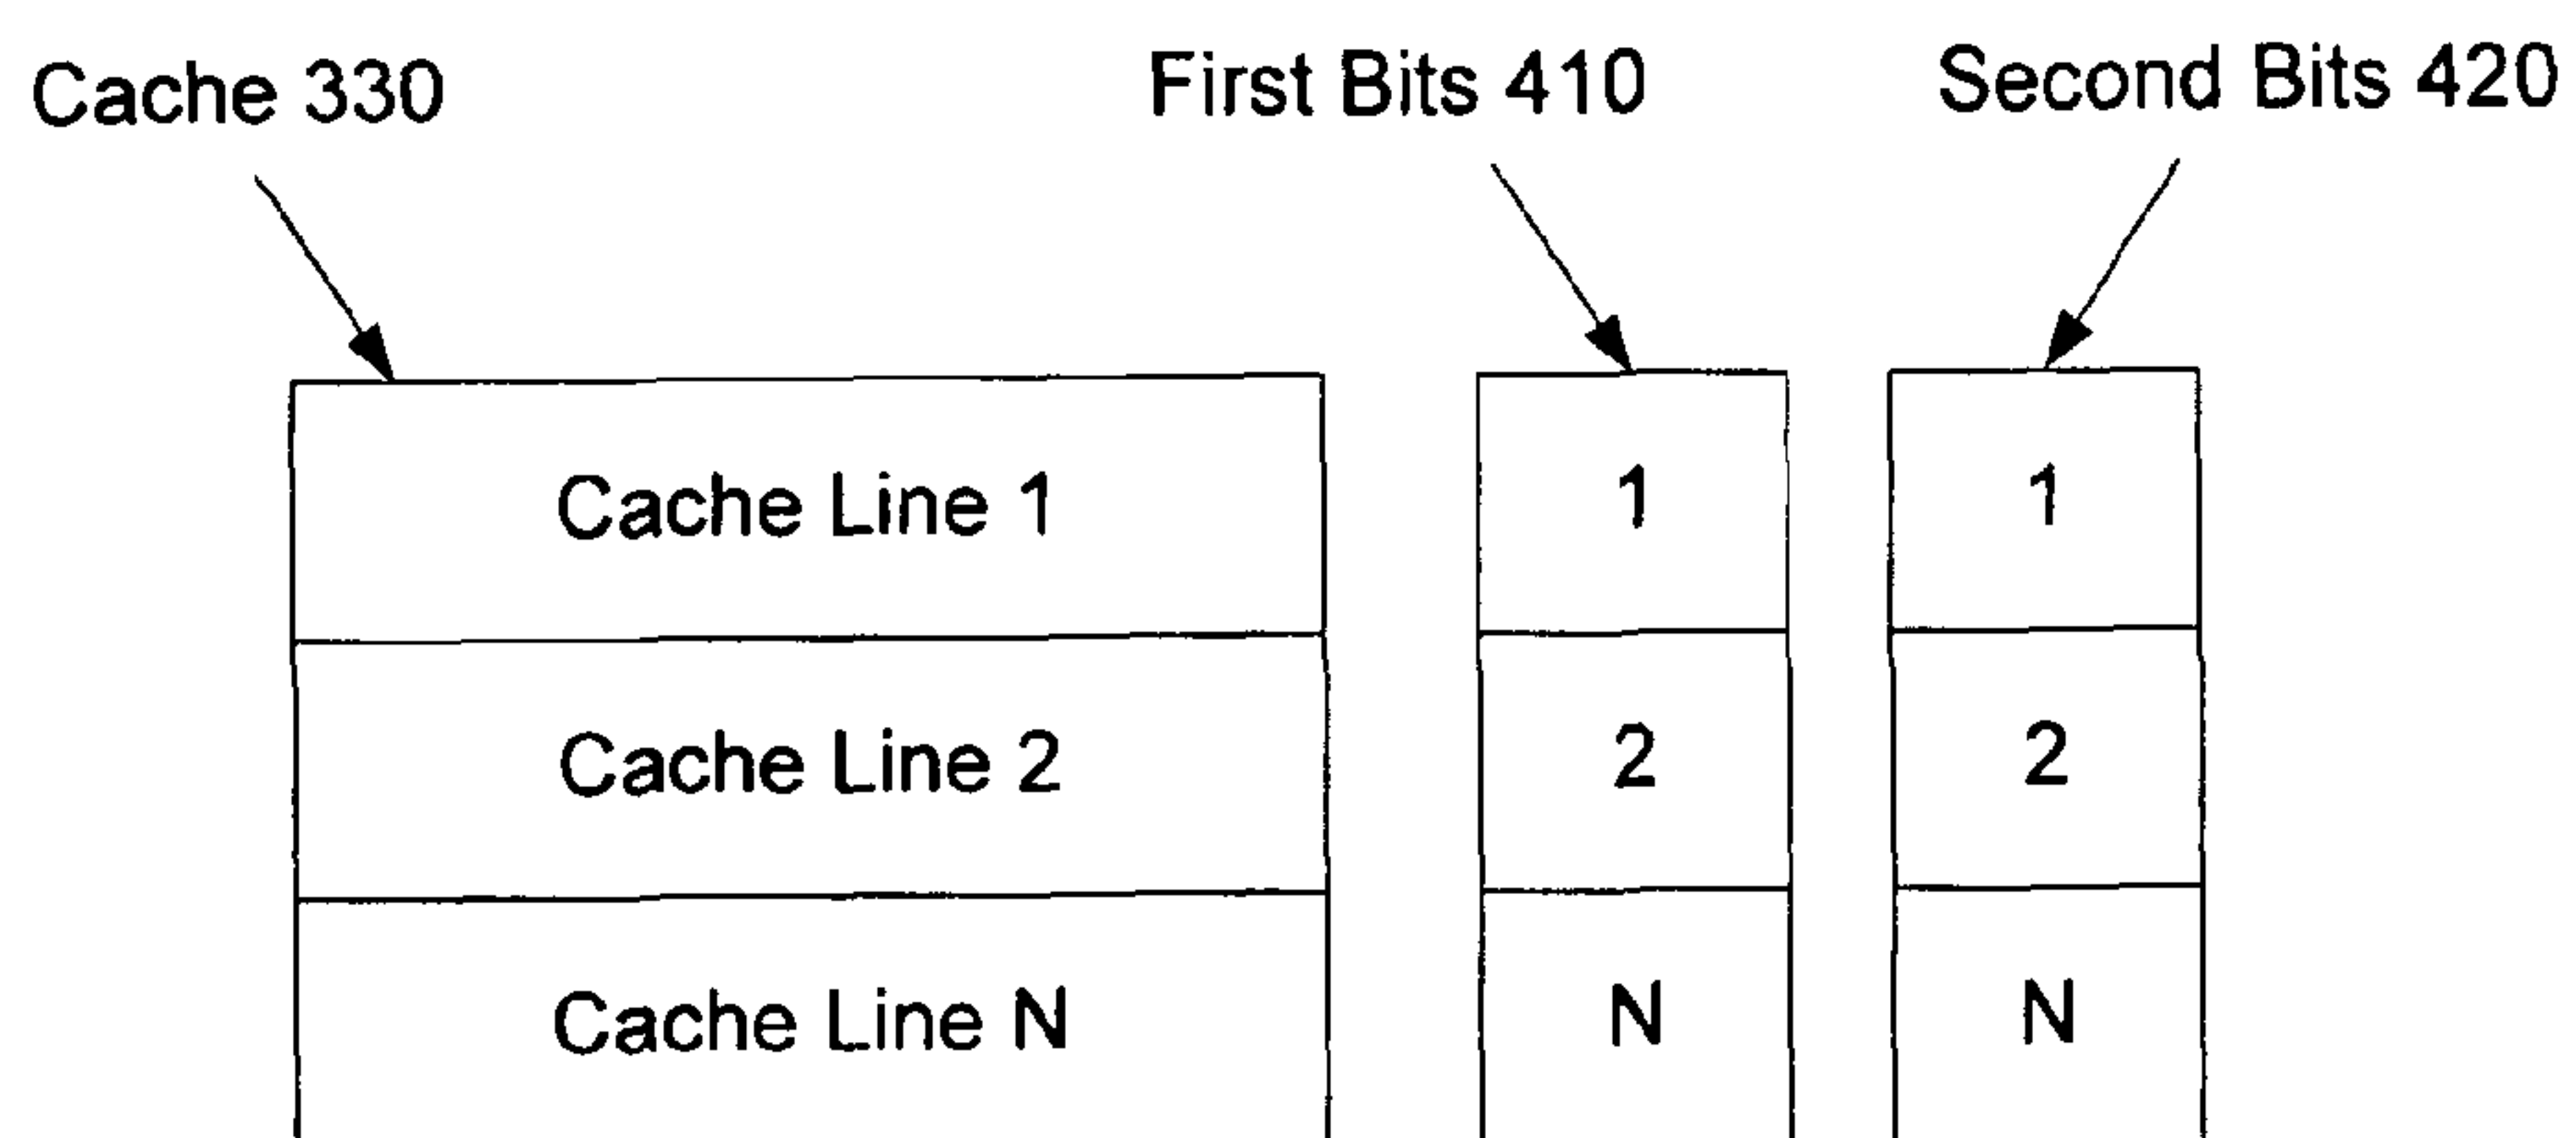 Cache 330 First Bits 410 Second Bits 420
Cache Line 1 1 1
Cache Line 2 2 2
Cache Line N N N